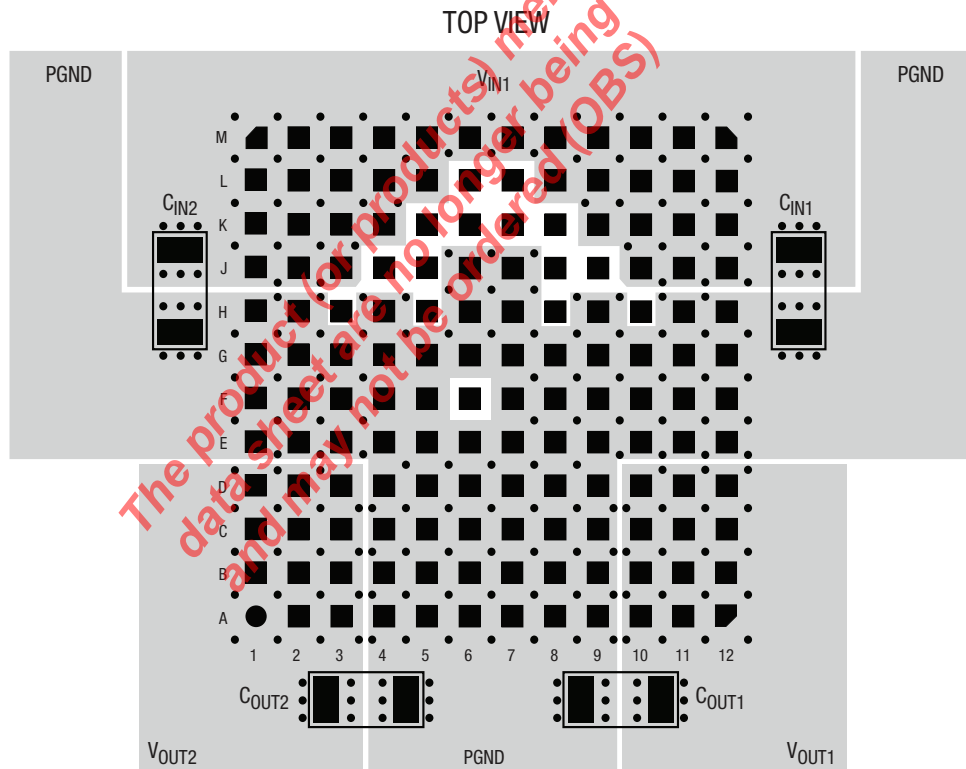 TOP VIEW
PGND
VIN1
PGND
M
L
K
J
H
G
F
E
D
C
B
A
CIN2
CIN1
1 2 3 4 5 6 7 8 9 10 11 12
COUT2
COUT1
VOUT2
PGND
VOUT1
The product (or products)
data sheet are no longer being
and may not be ordered (OBS)